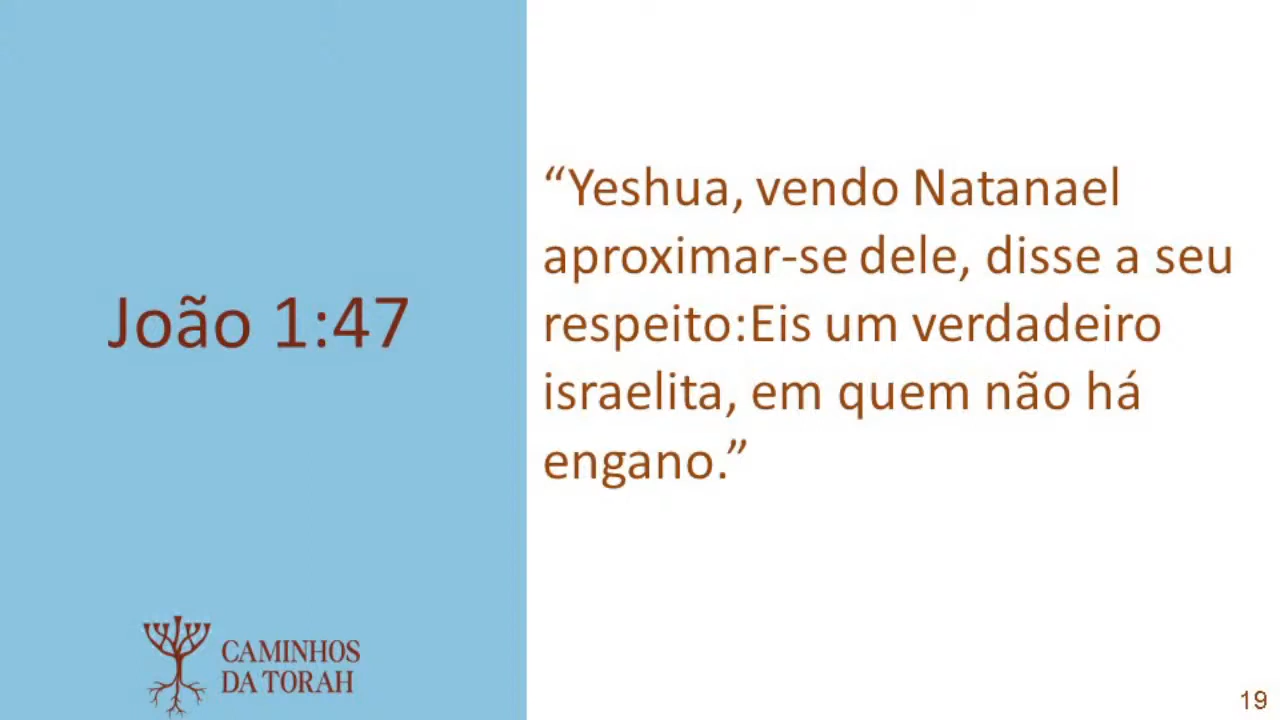 João 1:47
“Yeshua, vendo Natanael
aproximar-se dele, disse a seu
respeito:Eis um verdadeiro
israelita, em quem não há
engano.”
CAMINHOS
DA TORAH
19